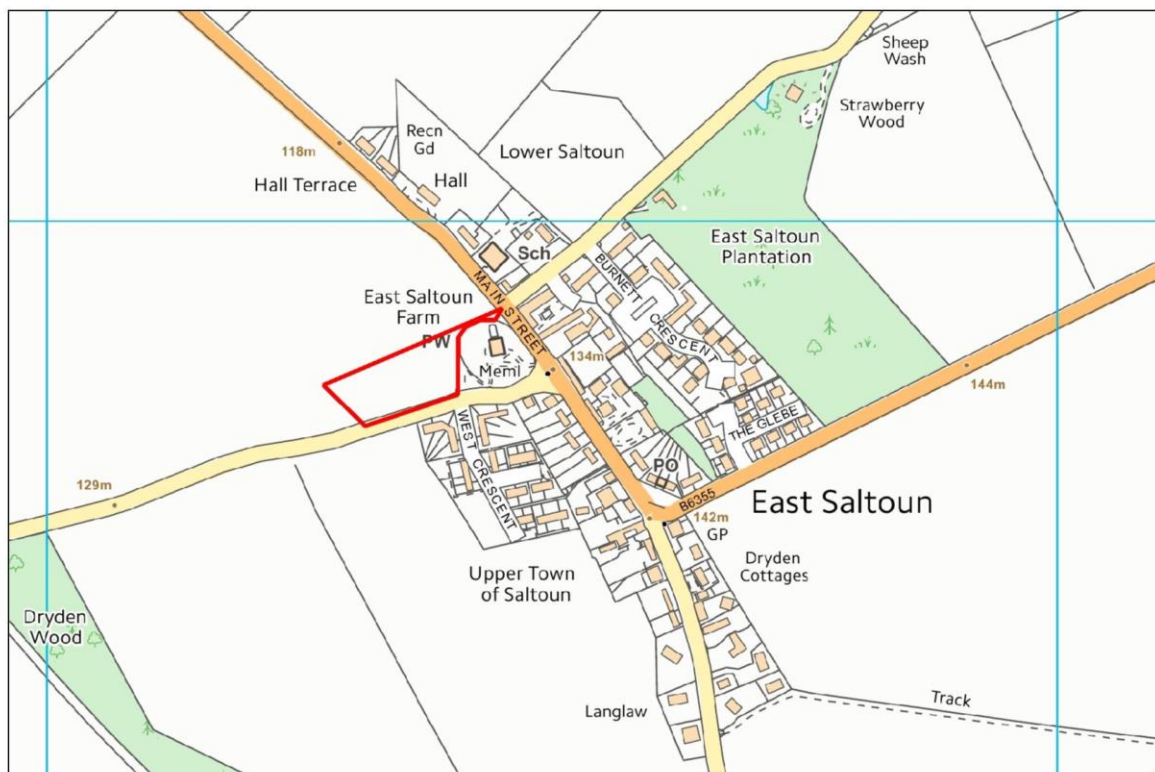 Sheep
Wash
Strawberry
Wood
Recn
Gd
Lower Saltoun
118m
Hall
Hall Terrace
East Saltoun
Plantation
Sch
BURNETT CRESCENT
MAIN STREET
East Saltoun
Farm
PW
Meml
134m
144m
THE GLEBE
WEST CRESCENT
PO
129m
B6355
East Saltoun
142m
GP
Upper Town
of Saltoun
Dryden
Cottages
Dryden
Wood
Langlaw
Track